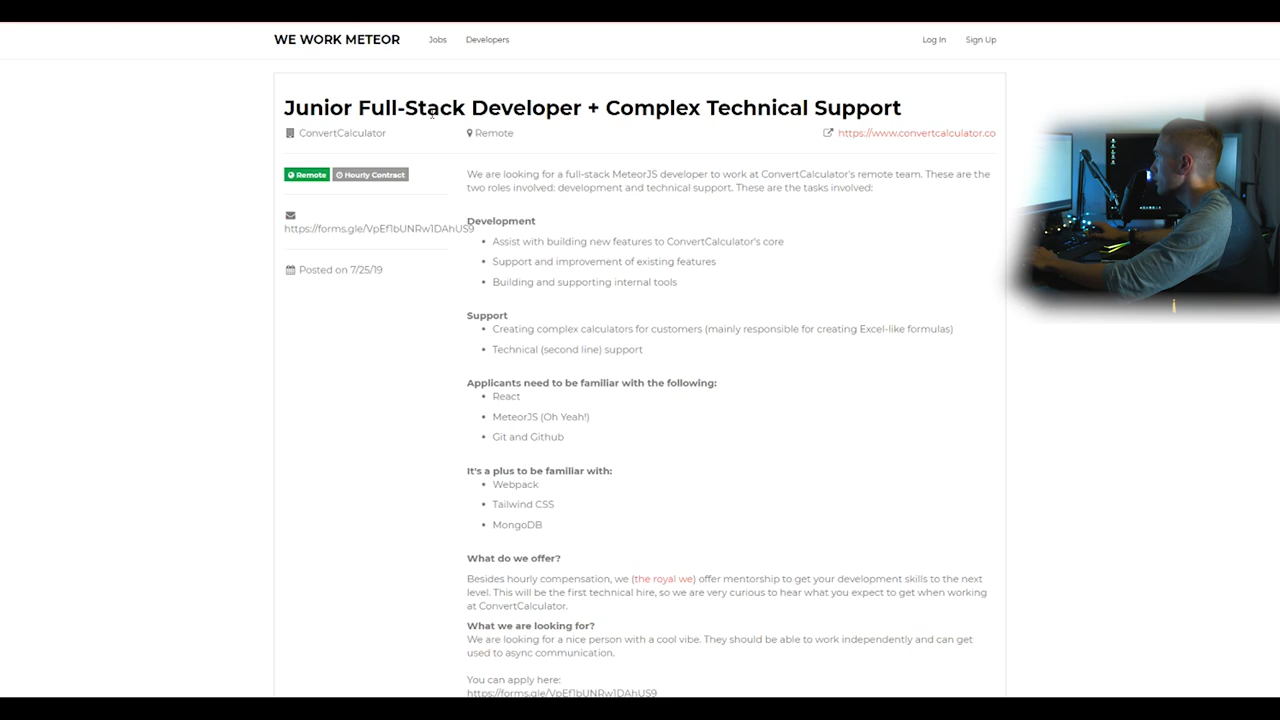 WE WORK METEOR Jobs Developers Log In Sign Up
Junior Full-Stack Developer + Complex Technical Support
ConvertCalculator Remote https://www.convertcalculator.co
Remote Hourly Contract
https://forms.gle/VpEf1bUNRw1DAhUS9
Posted on 7/25/19
We are looking for a full-stack MeteorJS developer to work at ConvertCalculator's remote team. These are the
two roles involved: development and technical support. These are the tasks involved:
Development
• Assist with building new features to ConvertCalculator's core
• Support and improvement of existing features
• Building and supporting internal tools
Support
• Creating complex calculators for customers (mainly responsible for creating Excel-like formulas)
• Technical (second line) support
Applicants need to be familiar with the following:
• React
• MeteorJS (Oh Yeah!)
• Git and Github
It's a plus to be familiar with:
• Webpack
• Tailwind CSS
• MongoDB
What do we offer?
Besides hourly compensation, we (the royal we) offer mentorship to get your development skills to the next
level. This will be the first technical hire, so we are very curious to hear what you expect to get when working
at ConvertCalculator.
What we are looking for?
We are looking for a nice person with a cool vibe. They should be able to work independently and can get
used to async communication.
You can apply here:
https://forms.gle/VpEf1bUNRw1DAhUS9